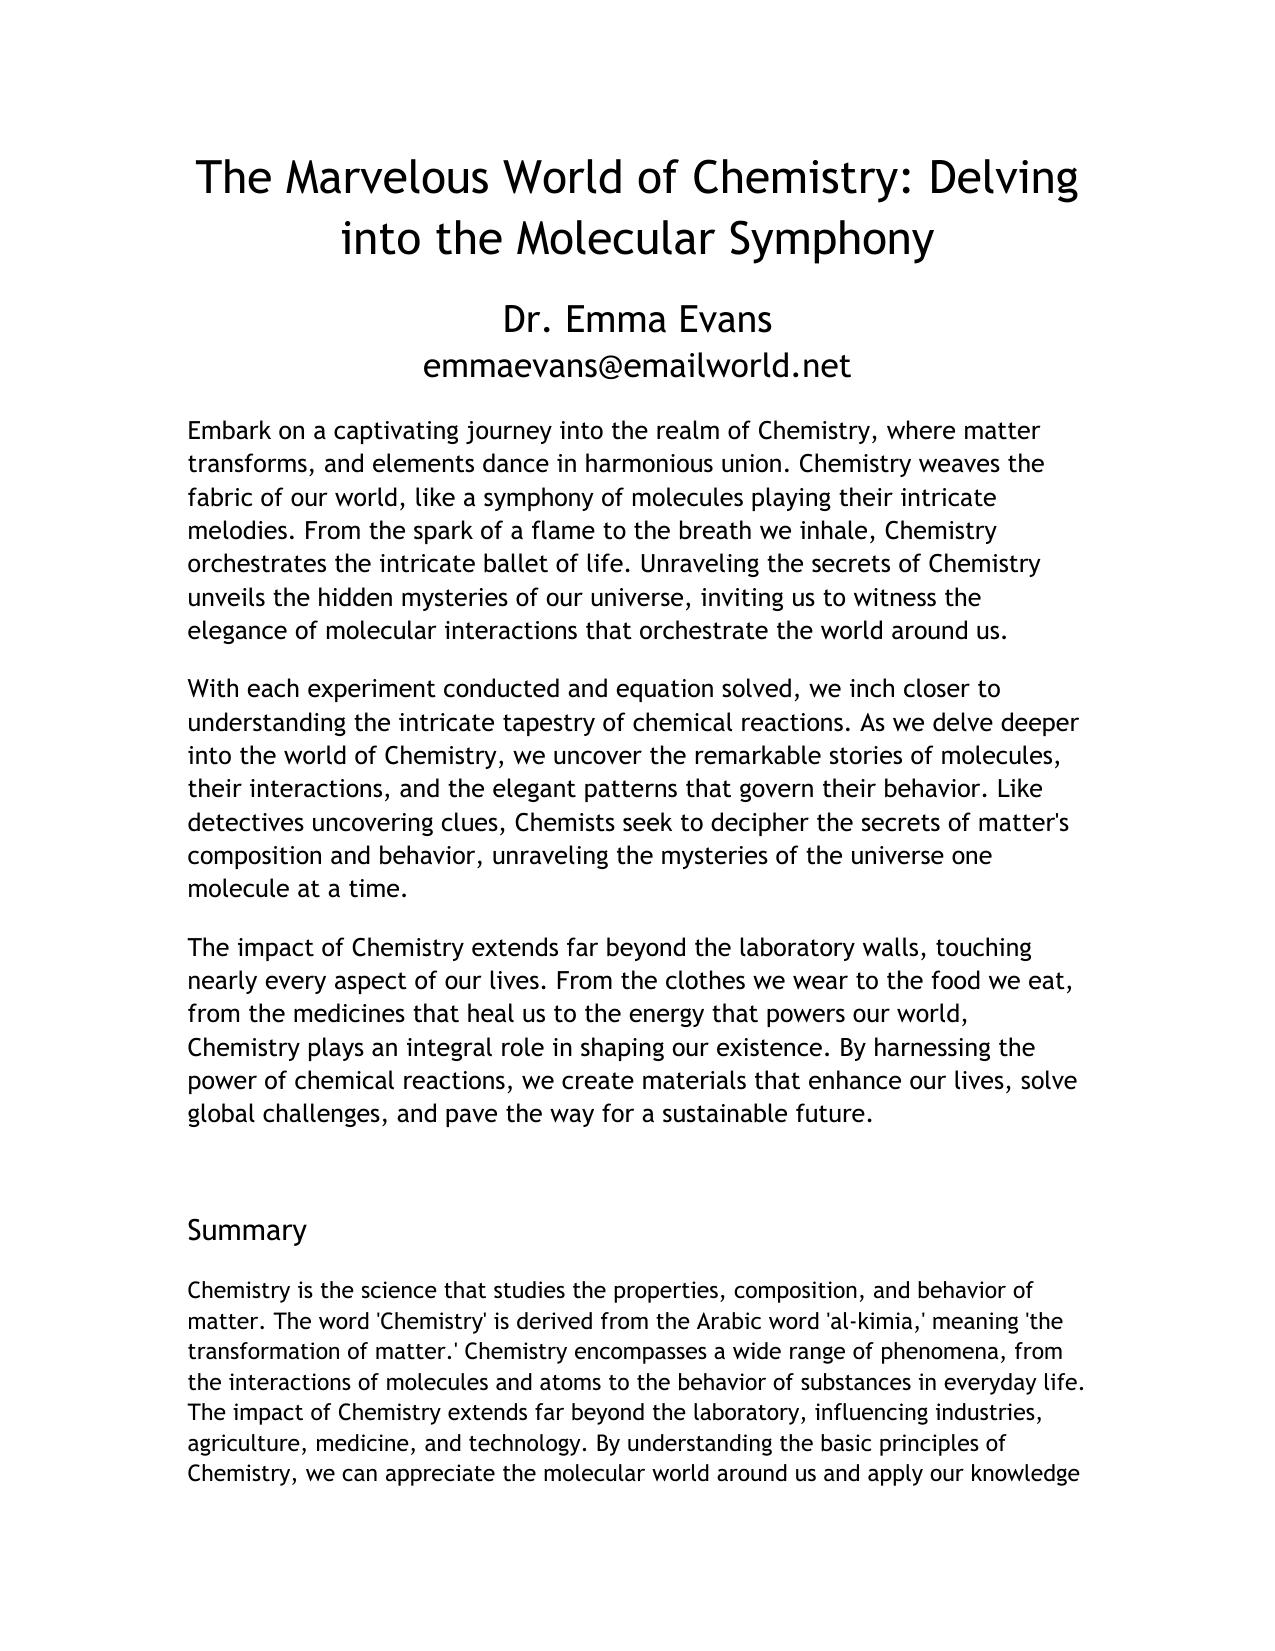 The Marvelous World of Chemistry: Delving
into the Molecular Symphony
Dr. Emma Evans
emmaevans@emailworld.net
Embark on a captivating journey into the realm of Chemistry, where matter
transforms, and elements dance in harmonious union. Chemistry weaves the
fabric of our world, like a symphony of molecules playing their intricate
melodies. From the spark of a flame to the breath we inhale, Chemistry
orchestrates the intricate ballet of life. Unraveling the secrets of Chemistry
unveils the hidden mysteries of our universe, inviting us to witness the
elegance of molecular interactions that orchestrate the world around us.
With each experiment conducted and equation solved, we inch closer to
understanding the intricate tapestry of chemical reactions. As we delve deeper
into the world of Chemistry, we uncover the remarkable stories of molecules,
their interactions, and the elegant patterns that govern their behavior. Like
detectives uncovering clues, Chemists seek to decipher the secrets of matter's
composition and behavior, unraveling the mysteries of the universe one
molecule at a time.
The impact of Chemistry extends far beyond the laboratory walls, touching
nearly every aspect of our lives. From the clothes we wear to the food we eat,
from the medicines that heal us to the energy that powers our world,
Chemistry plays an integral role in shaping our existence. By harnessing the
power of chemical reactions, we create materials that enhance our lives, solve
global challenges, and pave the way for a sustainable future.
Summary
Chemistry is the science that studies the properties, composition, and behavior of
matter. The word 'Chemistry' is derived from the Arabic word 'al-kimia,' meaning 'the
transformation of matter.' Chemistry encompasses a wide range of phenomena, from
the interactions of molecules and atoms to the behavior of substances in everyday life.
The impact of Chemistry extends far beyond the laboratory, influencing industries,
agriculture, medicine, and technology. By understanding the basic principles of
Chemistry, we can appreciate the molecular world around us and apply our knowledge